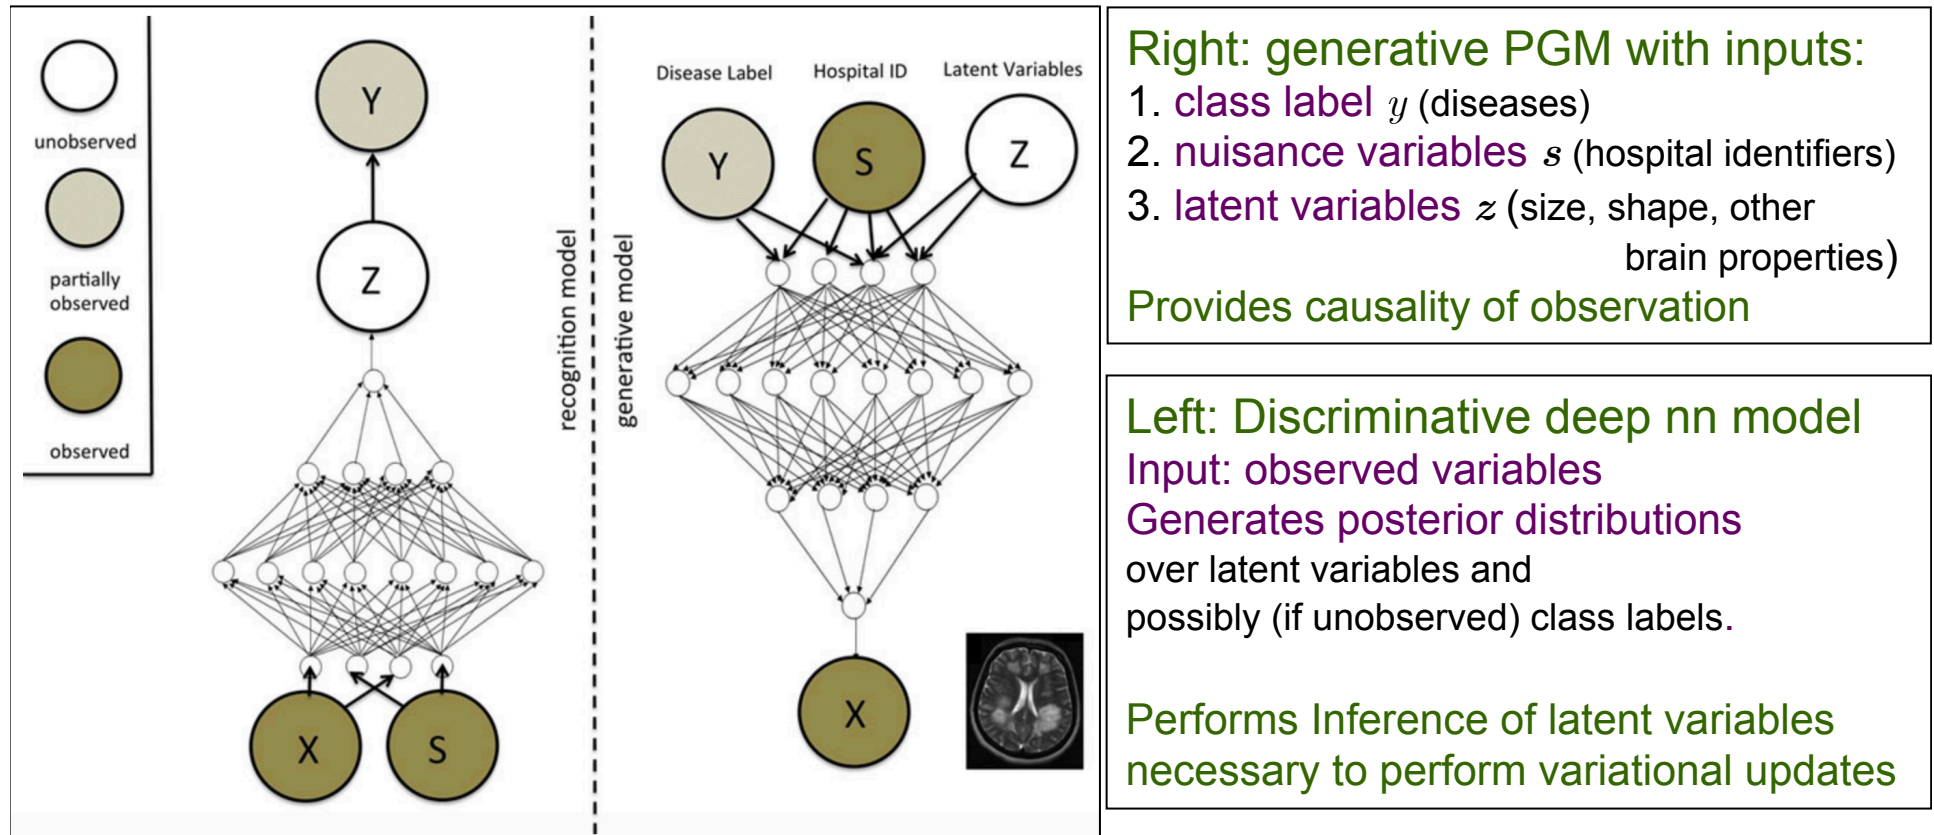 unobserved
partially
observed
observed
Y
Z
X
S
recognition model
generative model
Disease Label
Hospital ID
Latent Variables
Y
S
Z
X
Right: generative PGM with inputs:
1. class label y (diseases)
2. nuisance variables s (hospital identifiers)
3. latent variables z (size, shape, other
brain properties)
Provides causality of observation
Left: Discriminative deep nn model
Input: observed variables
Generates posterior distributions
over latent variables and
possibly (if unobserved) class labels.
Performs Inference of latent variables
necessary to perform variational updates